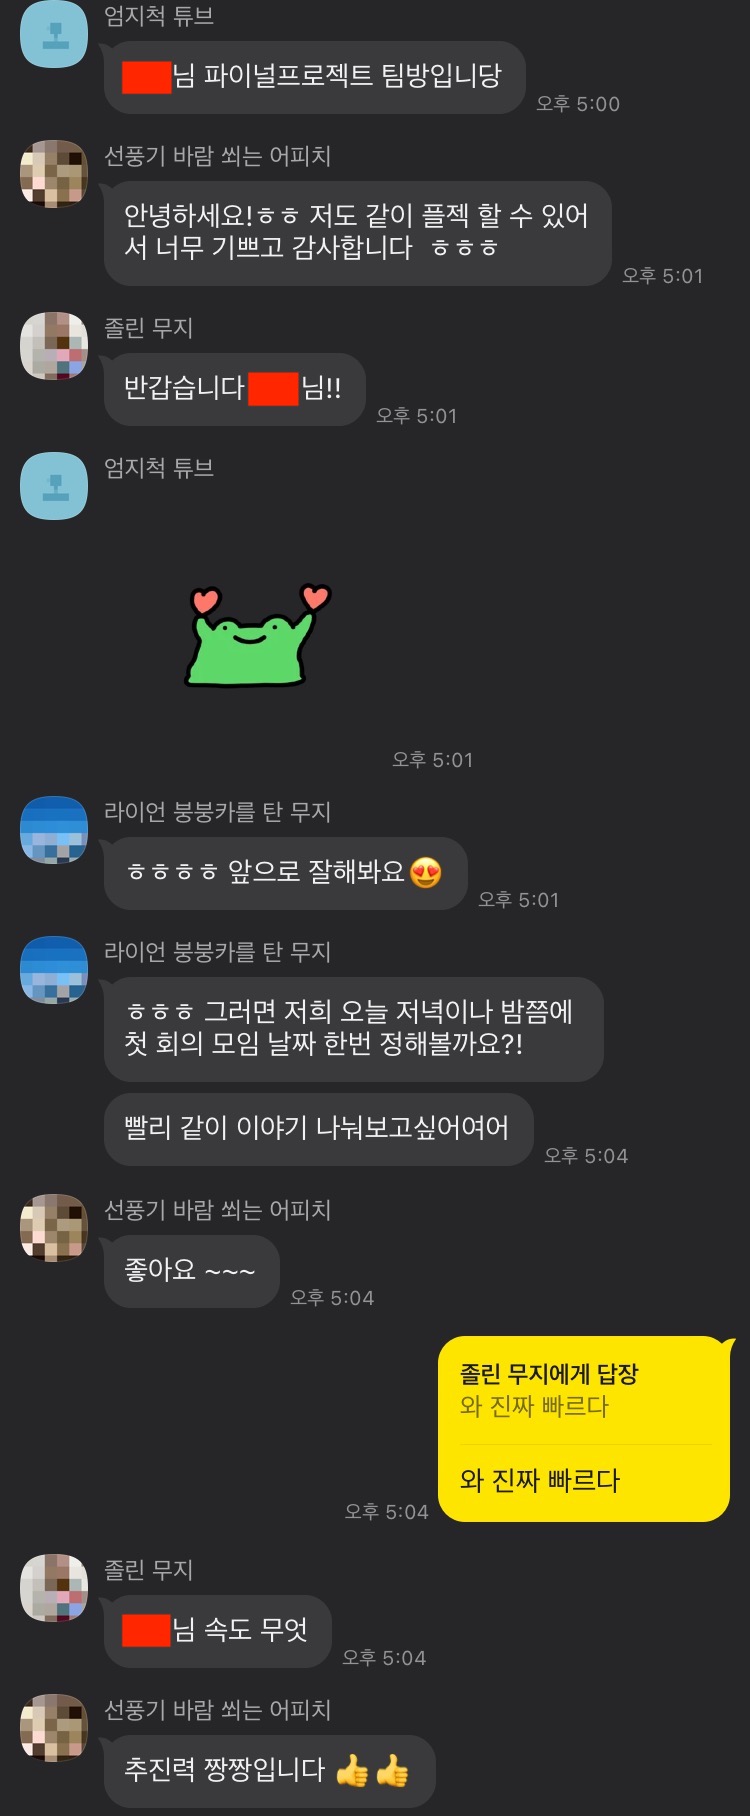 엄지척 튜브
님 파이널프로젝트 팀방입니당
오후 5:00
선풍기 바람 쐬는 어피치
안녕하세요!ㅎㅎ 저도 같이 플젝 할 수 있어
서 너무 기쁘고 감사합니다 ㅎㅎㅎ
오후 5:01
졸린 무지
반갑습니다 님!!
오후 5:01
엄지척 튜브
오후 5:01
라이언 붕붕카를 탄 무지
ㅎㅎㅎㅎ 앞으로 잘해봐요😍
오후 5:01
라이언 붕붕카를 탄 무지
ㅎㅎㅎ 그러면 저희 오늘 저녁이나 밤쯤에
첫 회의 모임 날짜 한번 정해볼까요?!
빨리 같이 이야기 나눠보고싶어여어
오후 5:04
선풍기 바람 쐬는 어피치
좋아요 ~~~
오후 5:04
졸린 무지에게 답장
와 진짜 빠르다
와 진짜 빠르다
오후 5:04
졸린 무지
님 속도 무엇
오후 5:04
선풍기 바람 쐬는 어피치
추진력 짱짱입니다 👍👍